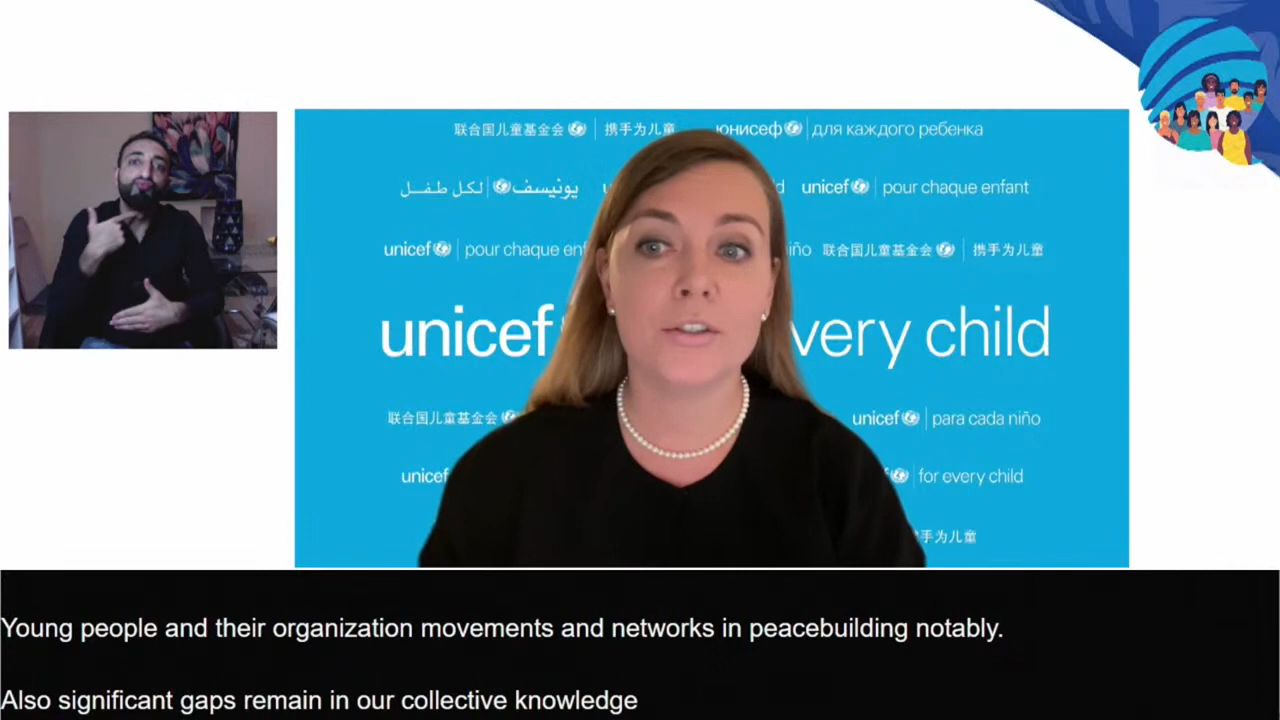 联合国儿童基金会 | 携手为儿童
юнисеф | для каждого ребенка
يونيسف | لكل طفل
unicef | pour chaque enfant
unicef | pour chaque
niño
联合国儿童基金会 | 携手为儿童
unicef
very child
联合国儿童基金会
unicef | para cada niño
unicef
for every child
手为儿童
Young people and their organization movements and networks in peacebuilding notably.
Also significant gaps remain in our collective knowledge